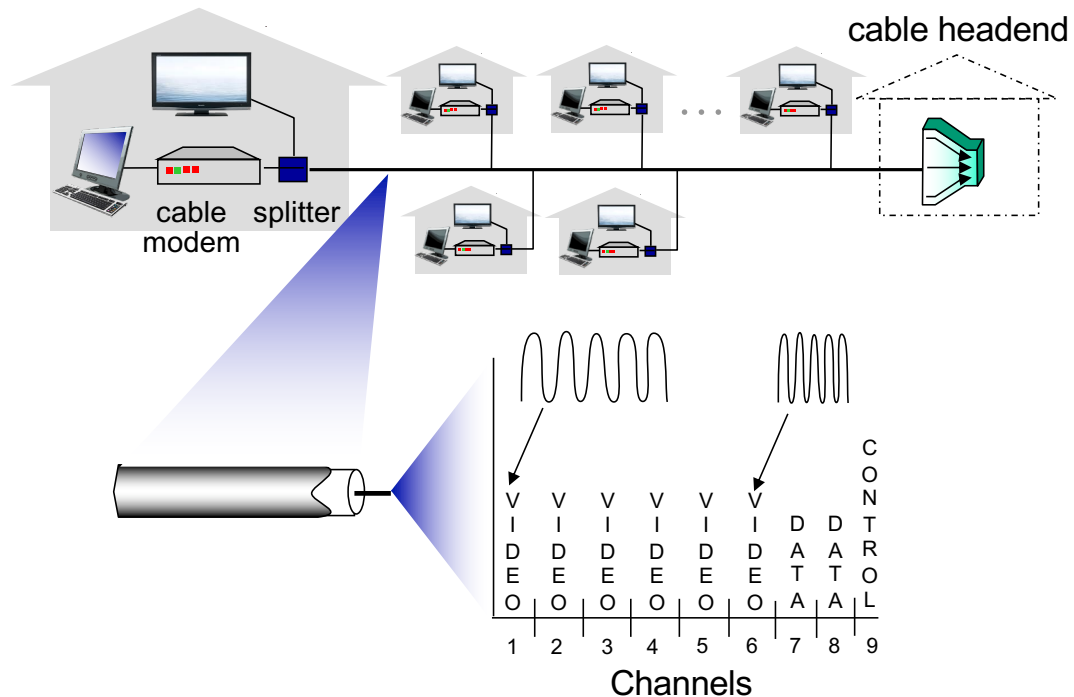 cable headend
cable modem
splitter
VIDEO VIDEO VIDEO VIDEO VIDEO VIDEO DATA DATA CONTROL
1 2 3 4 5 6 7 8 9
Channels